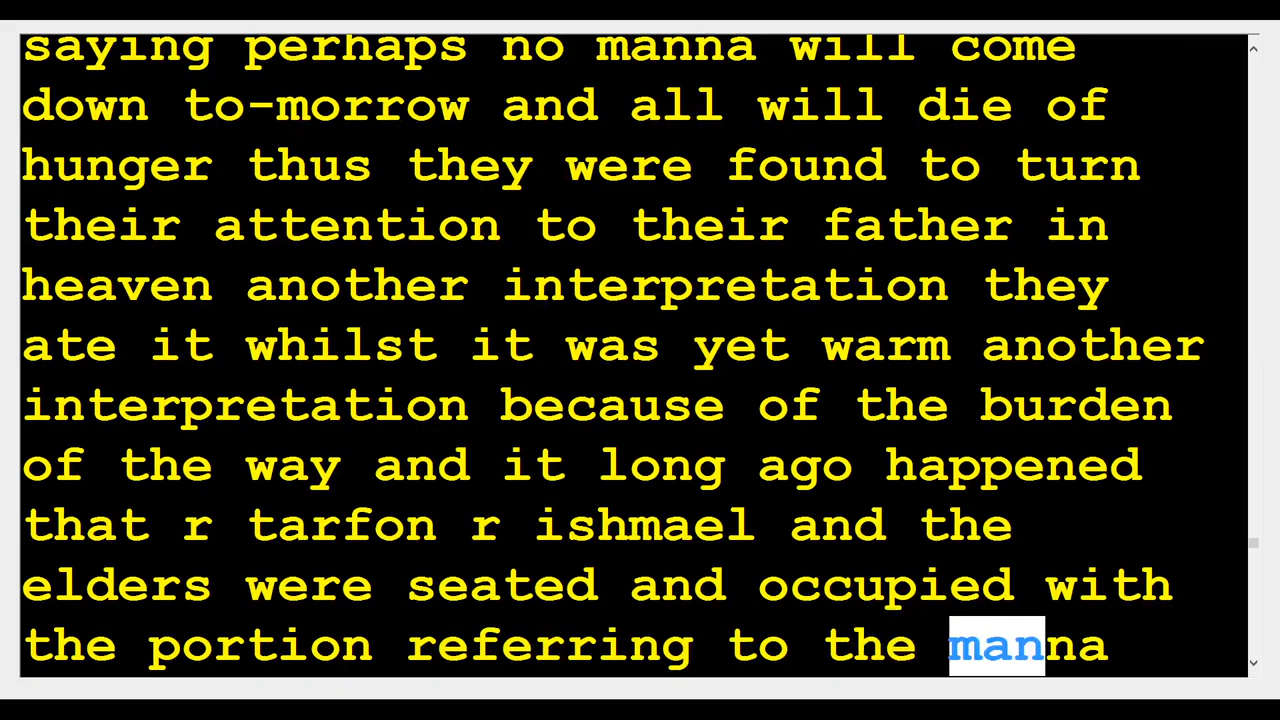 saying perhaps no manna will come
down to-morrow and all will die of
hunger thus they were found to turn
their attention to their father in
heaven another interpretation they
ate it whilst it was yet warm another
interpretation because of the burden
of the way and it long ago happened
that r tarfon r ishmael and the
elders were seated and occupied with
the portion referring to the manna